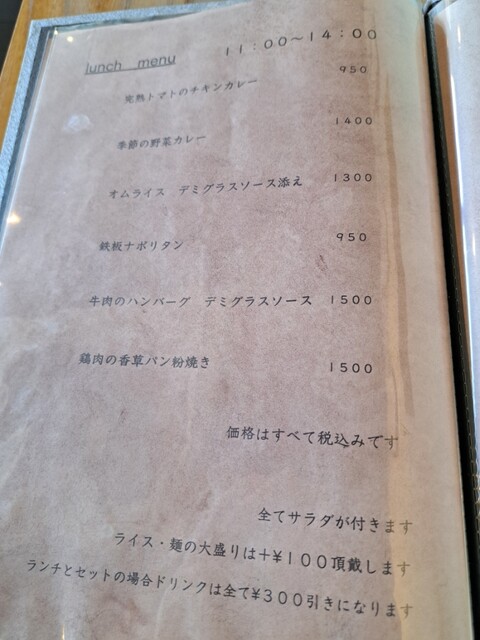 lunch menu 11:00～14:00
完熟トマトのチキンカレー 950
季節の野菜カレー 1400
オムライス デミグラスソース添え 1300
鉄板ナポリタン 950
牛肉のハンバーグ デミグラスソース 1500
鶏肉の香草パン粉焼き 1500
価格はすべて税込みです
全てサラダが付きます
ライス・麺の大盛りは＋¥100頂戴します
ランチとセットの場合ドリンクは全て¥300引きになります